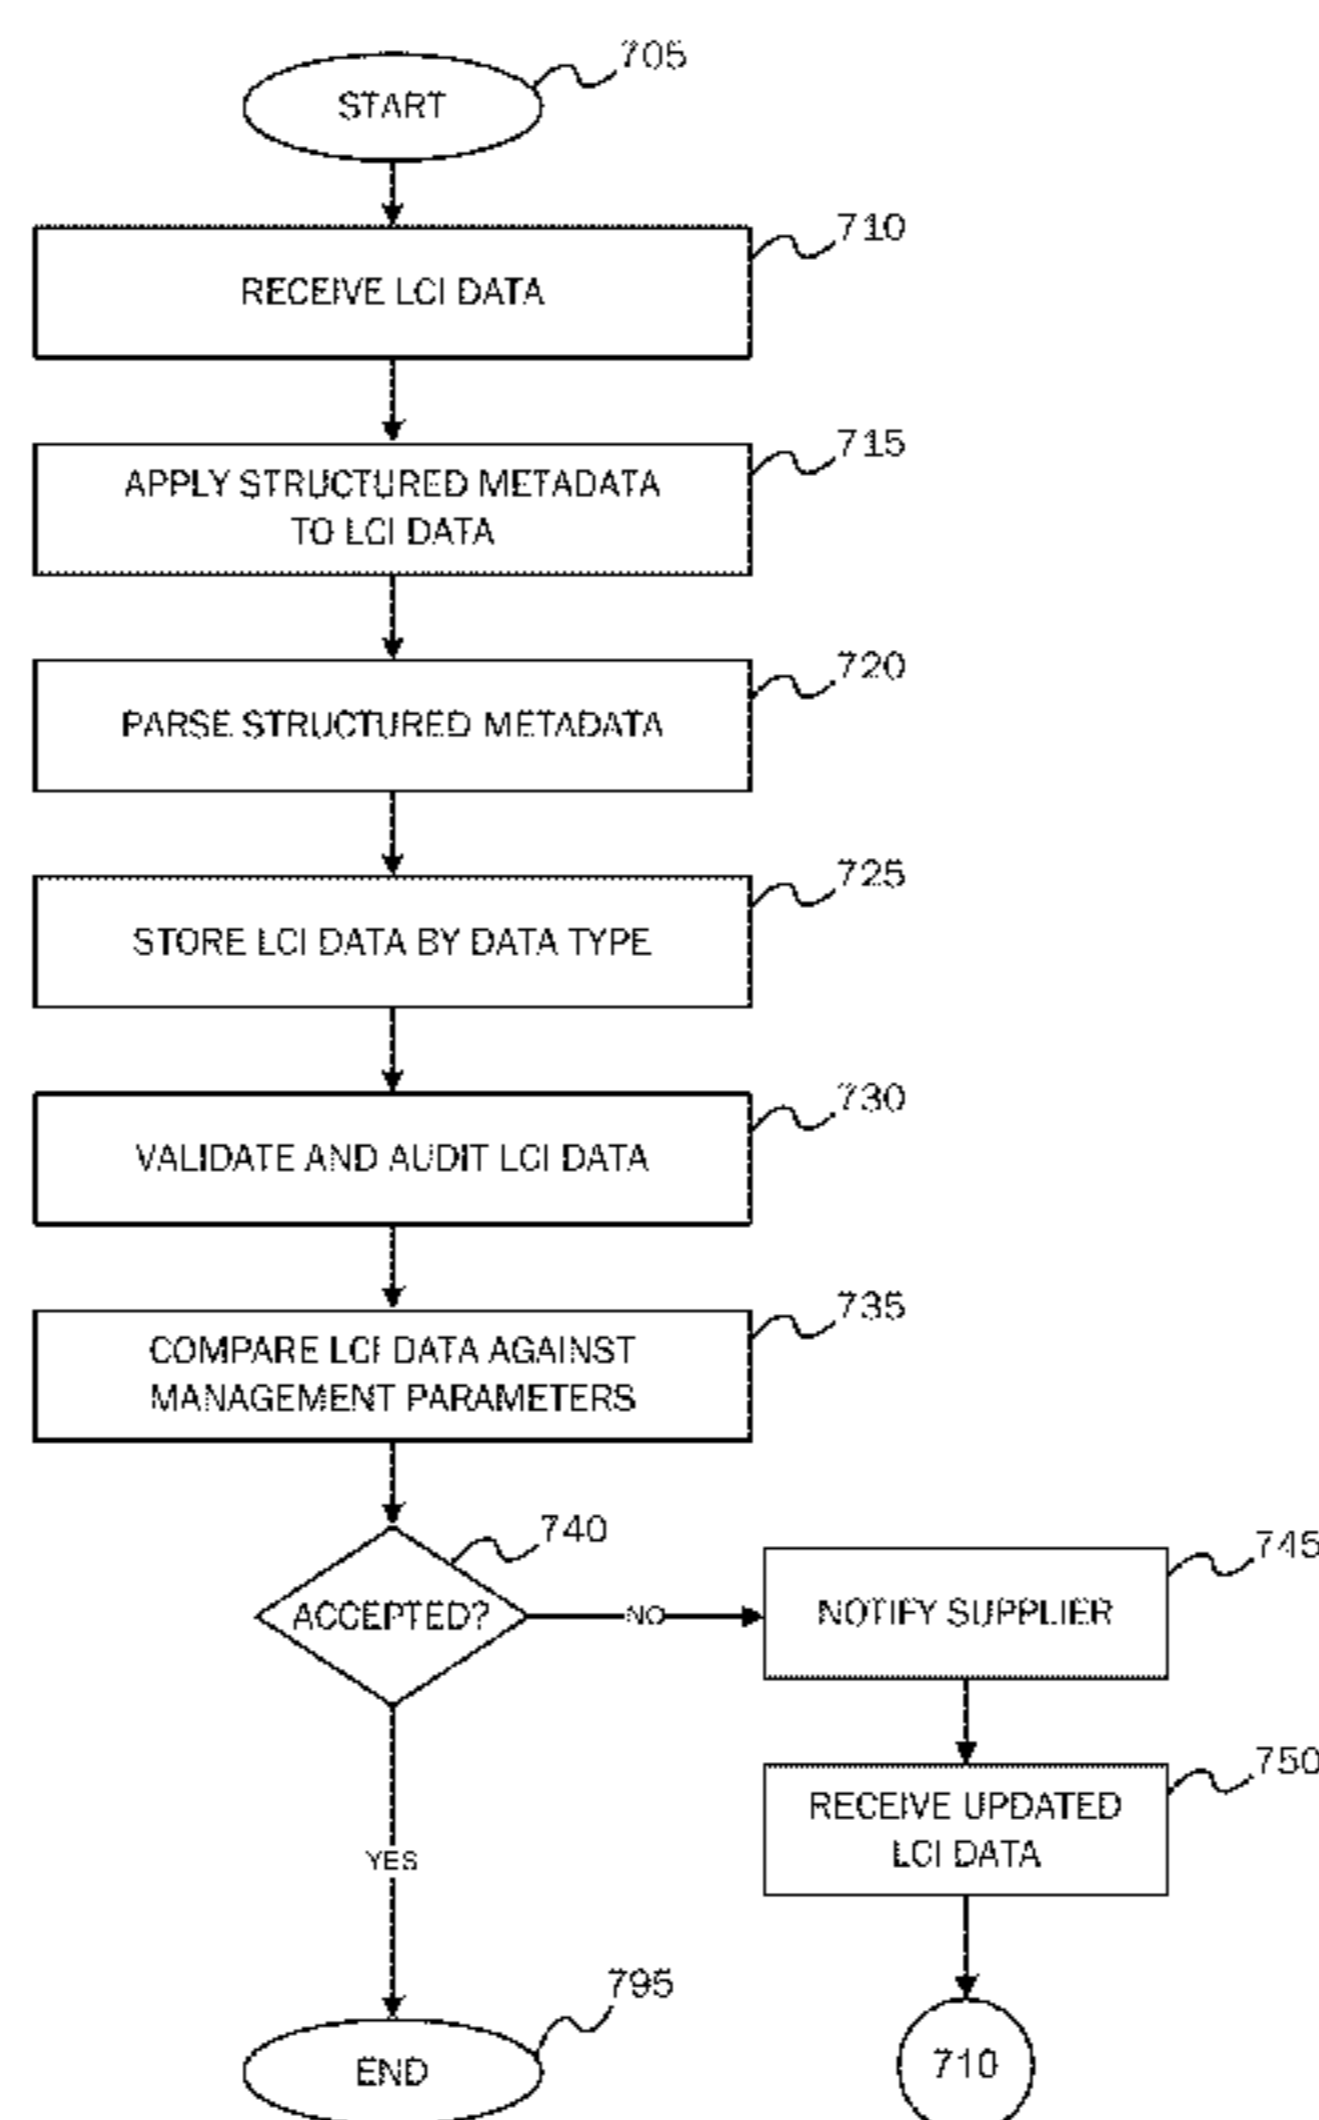 705
START
710
RECEIVE LCI DATA
715
APPLY STRUCTURED METADATA
TO LCI DATA
720
PARSE STRUCTURED METADATA
725
STORE LCI DATA BY DATA TYPE
730
VALIDATE AND AUDIT LCI DATA
735
COMPARE LCI DATA AGAINST
MANAGEMENT PARAMETERS
740
ACCEPTED?
NO
745
NOTIFY SUPPLIER
750
RECEIVE UPDATED
LCI DATA
YES
795
END
710